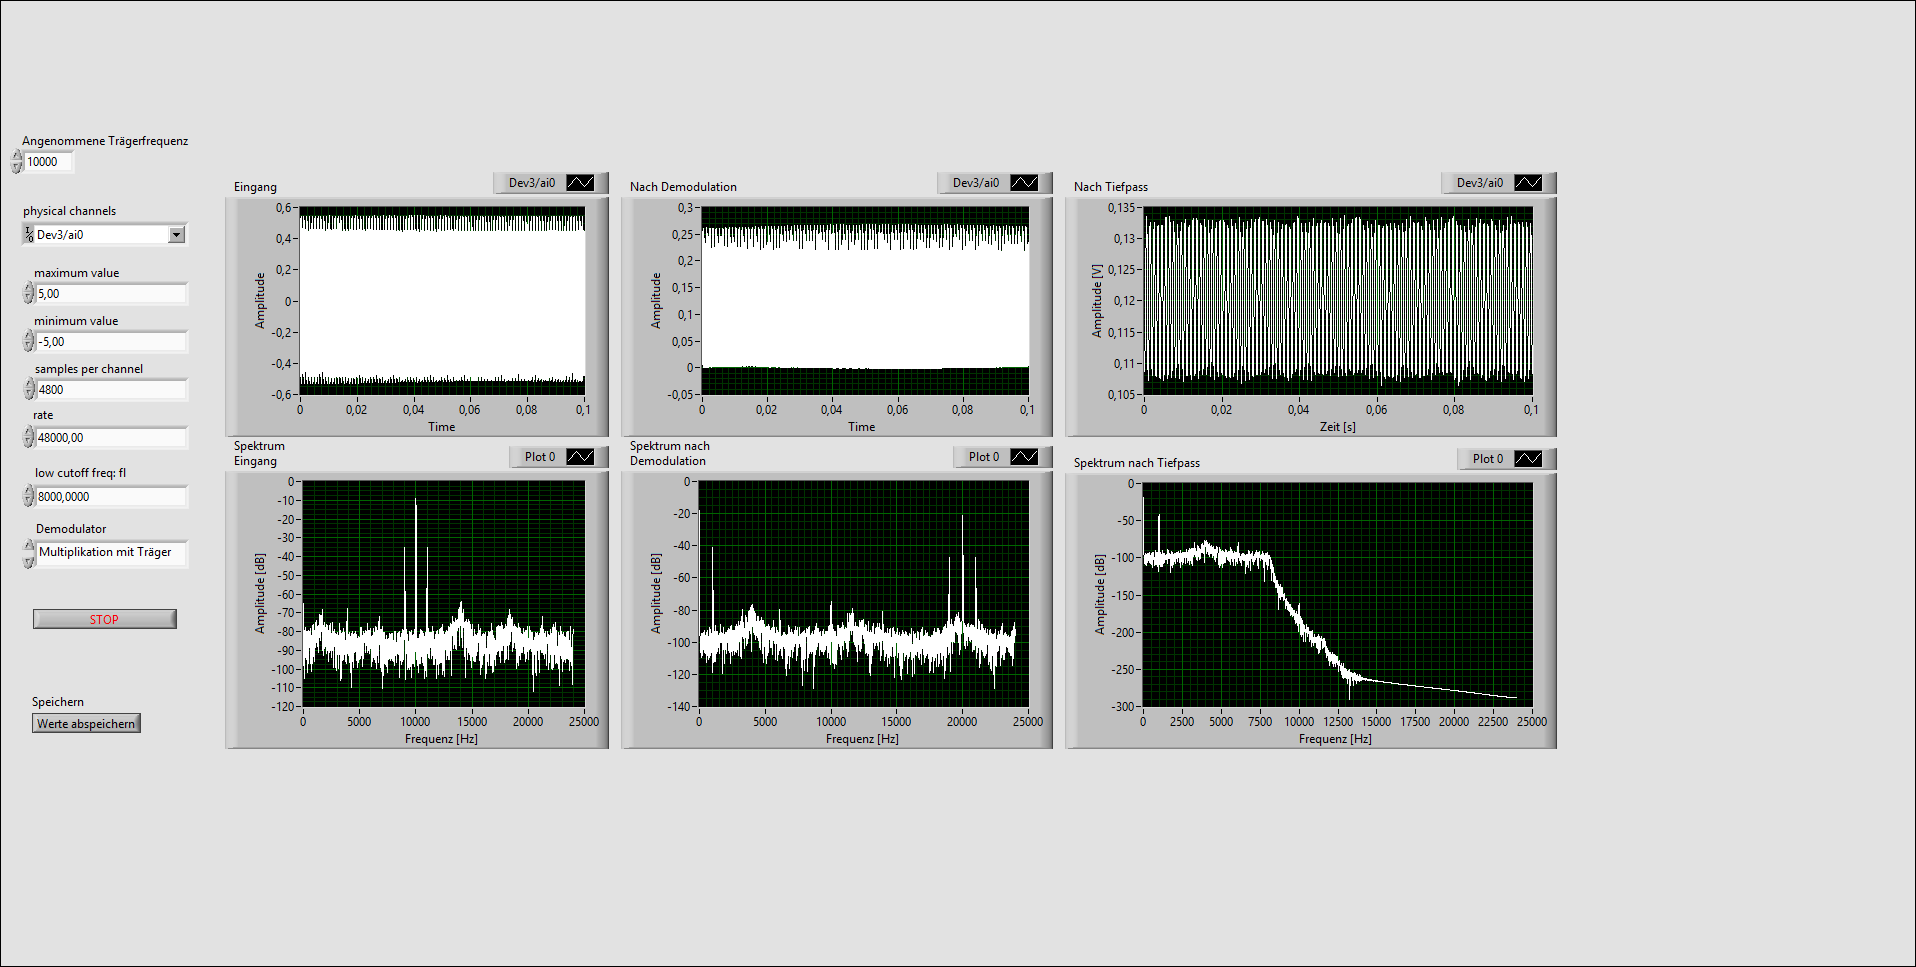 Angenommene Trägerfrequenz
10000
physical channels
Dev3/ai0
maximum value
5,00
minimum value
-5,00
samples per channel
4800
rate
48000,00
low cutoff freq: fl
8000,0000
Demodulator
Multiplikation mit Träger
STOP
Speichern
Werte abspeichern
Eingang
Dev3/ai0
Amplitude
0,6
0,4
0,2
0
-0,2
-0,4
-0,6
0 0,02 0,04 0,06 0,08 0,1
Time
Nach Demodulation
Dev3/ai0
Amplitude
0,3
0,25
0,2
0,15
0,1
0,05
0
-0,05
0 0,02 0,04 0,06 0,08 0,1
Time
Nach Tiefpass
Dev3/ai0
Amplitude [V]
0,135
0,13
0,125
0,12
0,115
0,11
0,105
0 0,02 0,04 0,06 0,08 0,1
Zeit [s]
Spektrum
Eingang
Plot 0
Amplitude [dB]
0
-10
-20
-30
-40
-50
-60
-70
-80
-90
-100
-110
-120
0 5000 10000 15000 20000 25000
Frequenz [Hz]
Spektrum nach
Demodulation
Plot 0
Amplitude [dB]
0
-20
-40
-60
-80
-100
-120
-140
0 5000 10000 15000 20000 25000
Frequenz [Hz]
Spektrum nach Tiefpass
Plot 0
Amplitude [dB]
0
-50
-100
-150
-200
-250
-300
0 2500 5000 7500 10000 12500 15000 17500 20000 22500 25000
Frequenz [Hz]